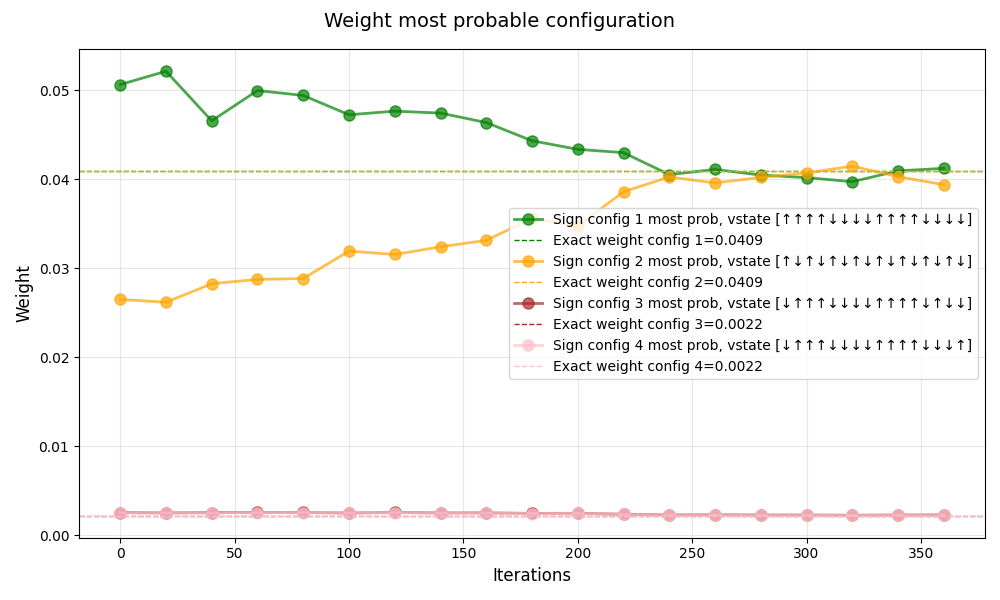 Weight most probable configuration
Weight
0.05
0.04
0.03
0.02
0.01
0.00
Sign config 1 most prob, vstate [↑↑↑↑↓↓↓↓↑↑↑↑↓↓↓↓]
Exact weight config 1=0.0409
Sign config 2 most prob, vstate [↑↓↑↓↑↓↑↓↑↓↑↓↑↓↑↓]
Exact weight config 2=0.0409
Sign config 3 most prob, vstate [↓↑↑↑↓↓↓↓↑↑↑↑↓↑↓↓]
Exact weight config 3=0.0022
Sign config 4 most prob, vstate [↓↑↑↑↓↓↓↓↑↑↑↑↓↓↓↑]
Exact weight config 4=0.0022
0 50 100 150 200 250 300 350
Iterations